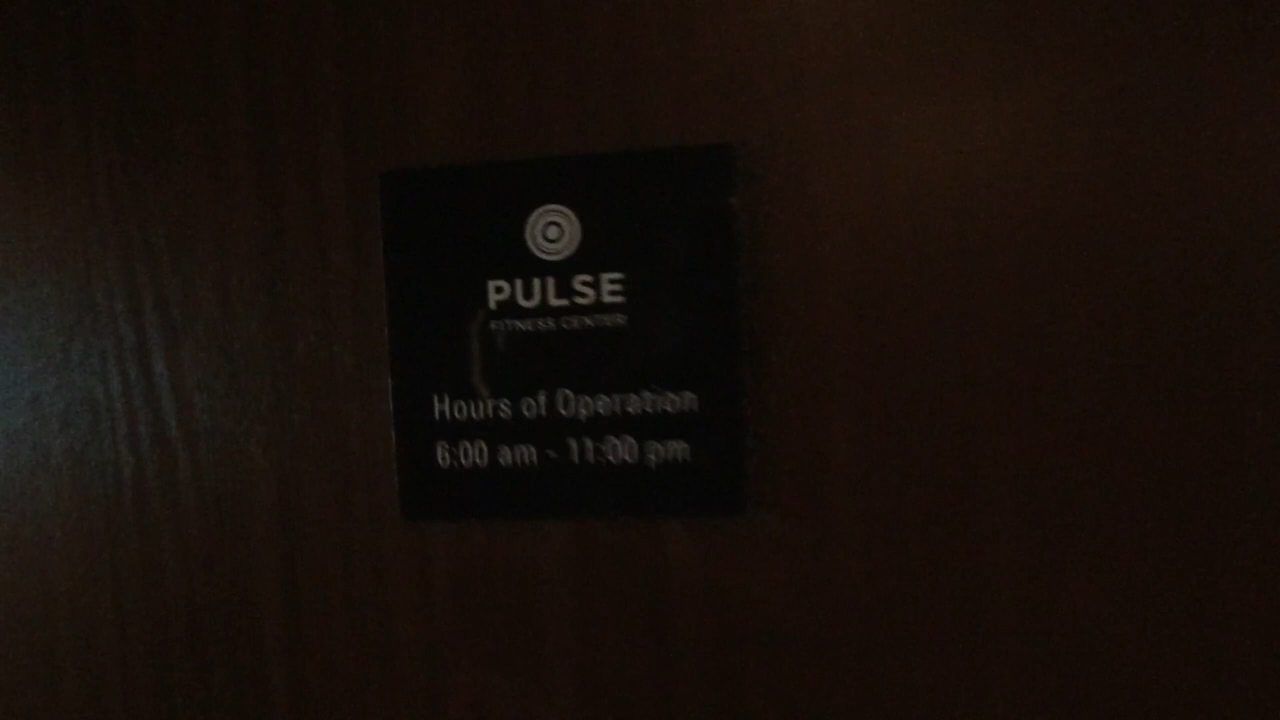 PULSE
FITNESS CENTER
Hours of Operation
6:00 am - 11:00 pm